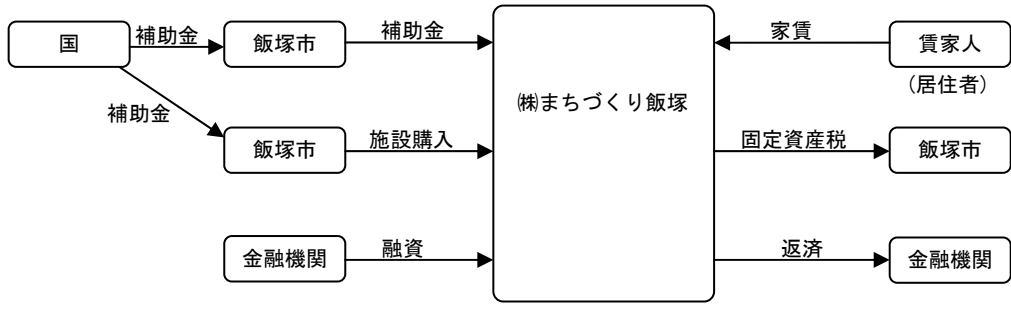 国
補助金
飯塚市
補助金
㈱まちづくり飯塚
家賃
賃家人
(居住者)
補助金
飯塚市
施設購入
固定資産税
飯塚市
金融機関
融資
返済
金融機関